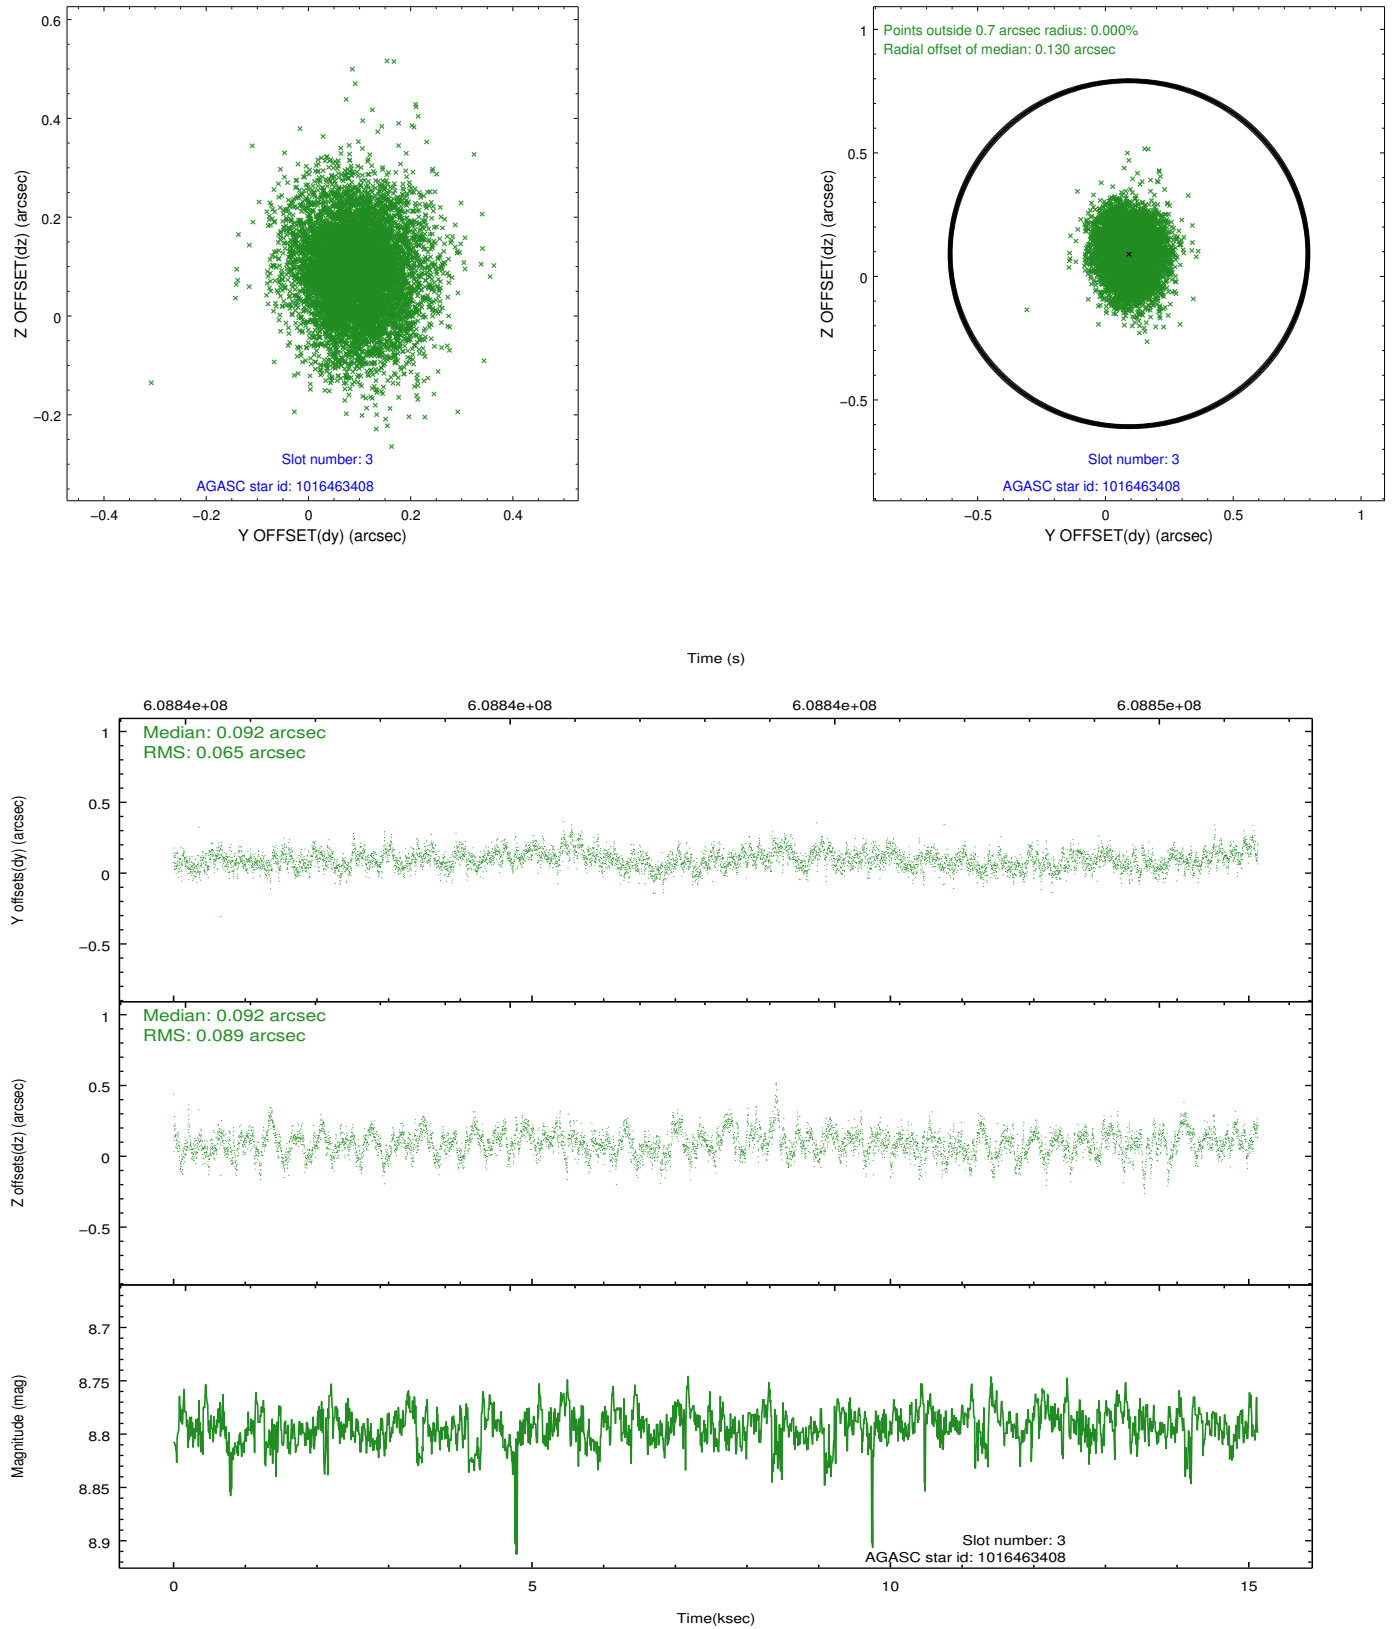 0.6
0.4
0.2
0
−0.2
Z OFFSET(dz) (arcsec)
Slot number: 3
AGASC star id: 1016463408
−0.4
−0.2
0
0.2
0.4
Y OFFSET(dy) (arcsec)
Points outside 0.7 arcsec radius: 0.000%
Radial offset of median: 0.130 arcsec
1
0.5
0
−0.5
Z OFFSET(dz) (arcsec)
Slot number: 3
AGASC star id: 1016463408
−0.5
0
0.5
1
Y OFFSET(dy) (arcsec)
Time (s)
6.0884e+08
6.0884e+08
6.0884e+08
6.0885e+08
Median: 0.092 arcsec
RMS: 0.065 arcsec
1
0.5
0
−0.5
Y offsets(dy) (arcsec)
Median: 0.092 arcsec
RMS: 0.089 arcsec
1
0.5
0
−0.5
Z offsets(dz) (arcsec)
8.7
8.75
8.8
8.85
8.9
Magnitude (mag)
Slot number: 3
AGASC star id: 1016463408
0
5
10
15
Time(ksec)